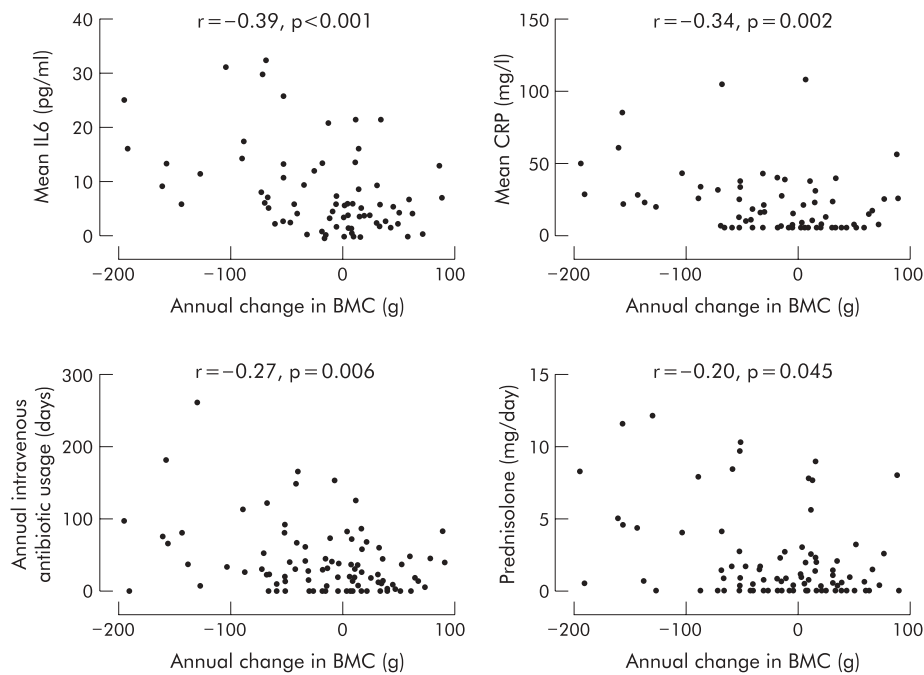 r=−0.39, p<0.001
Mean IL6 (pg/ml)
40
30
20
10
0
−200
−100
0
100
Annual change in BMC (g)
r=−0.34, p=0.002
Mean CRP (mg/l)
150
100
50
0
−200
−100
0
100
Annual change in BMC (g)
r=−0.27, p=0.006
Annual intravenous
antibiotic usage (days)
300
200
100
0
−200
−100
0
100
Annual change in BMC (g)
r=−0.20, p=0.045
Prednisolone (mg/day)
15
10
5
0
−200
−100
0
100
Annual change in BMC (g)